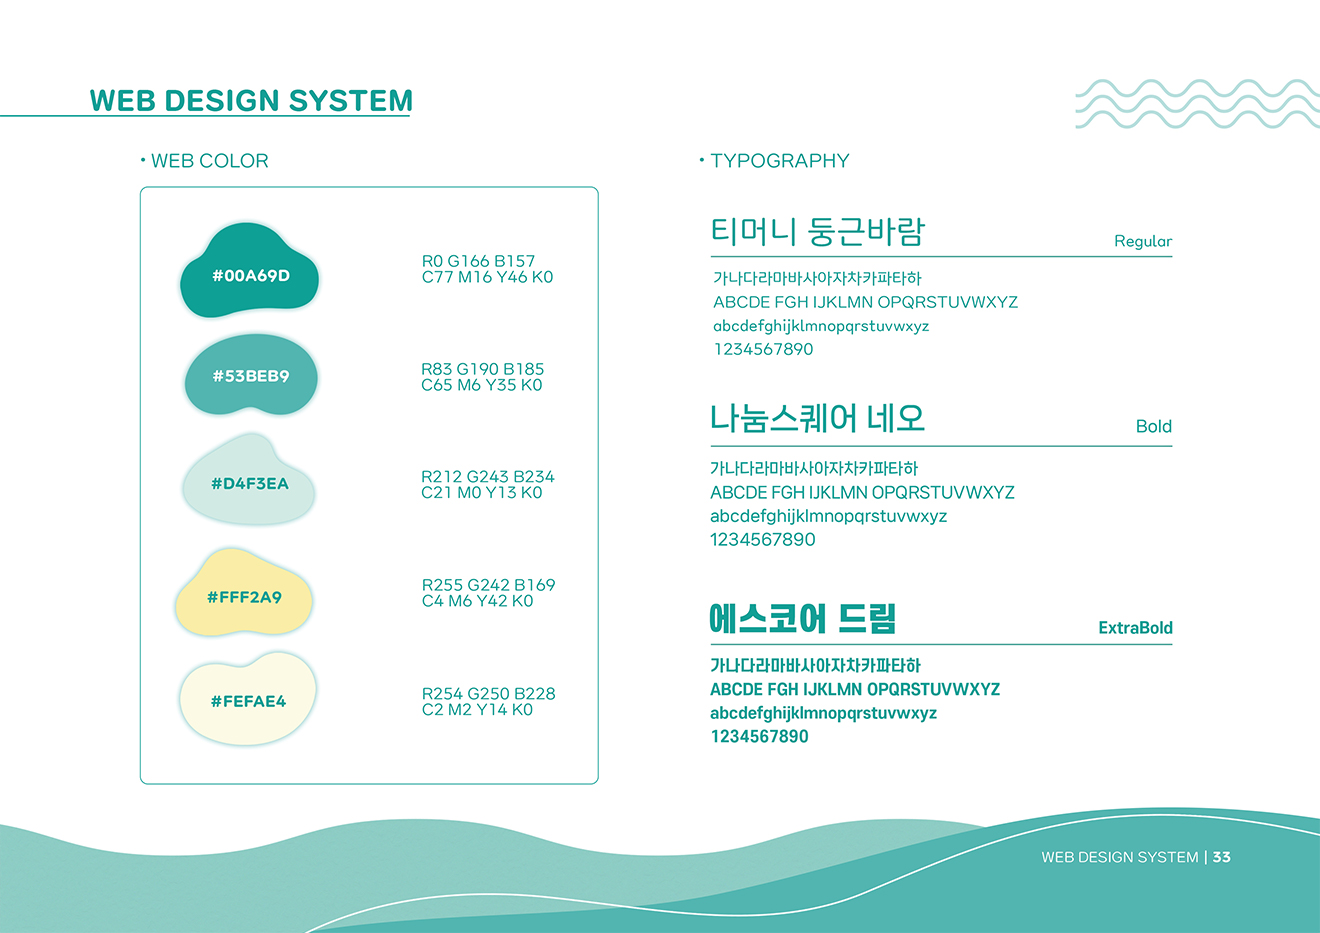 WEB DESIGN SYSTEM
• WEB COLOR
#00A69D
R0 G166 B157
C77 M16 Y46 K0
#53BEB9
R83 G190 B185
C65 M6 Y35 K0
#D4F3EA
R212 G243 B234
C21 M0 Y13 K0
#FFF2A9
R255 G242 B169
C4 M6 Y42 K0
#FEFAE4
R254 G250 B228
C2 M2 Y14 K0
• TYPOGRAPHY
티머니 둥근바람
Regular
가나다라마바사아자차카파타하
ABCDE FGH IJKLMN OPQRSTUVWXYZ
abcdefghijklmnopqrstuvwxyz
1234567890
나눔스퀘어 네오
Bold
가나다라마바사아자차카파타하
ABCDE FGH IJKLMN OPQRSTUVWXYZ
abcdefghijklmnopqrstuvwxyz
1234567890
에스코어 드림
ExtraBold
가나다라마바사아자차카파타하
ABCDE FGH IJKLMN OPQRSTUVWXYZ
abcdefghijklmnopqrstuvwxyz
1234567890
WEB DESIGN SYSTEM | 33